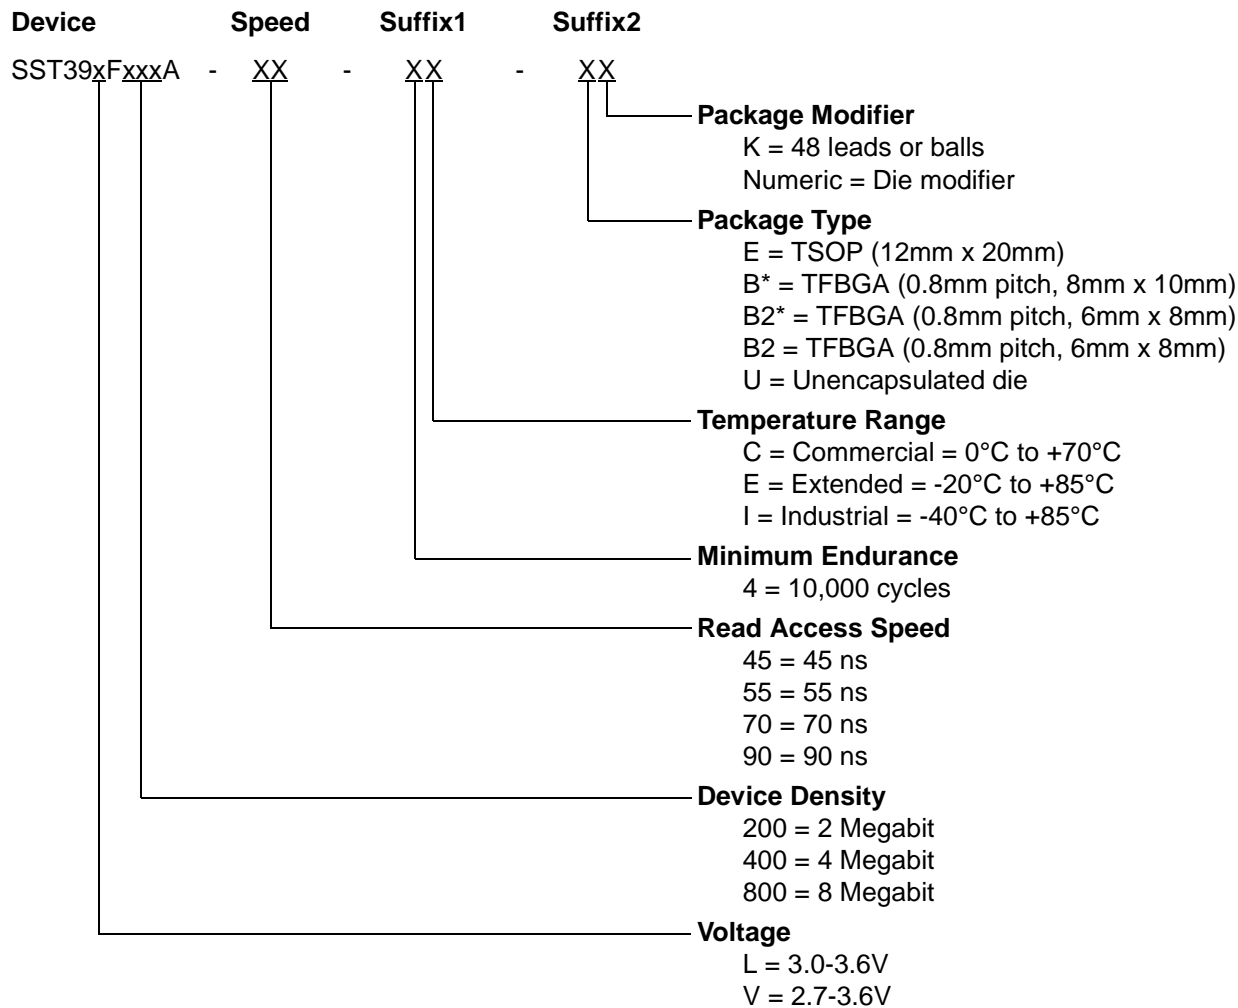 Device Speed Suffix1 Suffix2
SST39xFxxxA - XX - XX - XX
Package Modifier
K = 48 leads or balls
Numeric = Die modifier
Package Type
E = TSOP (12mm x 20mm)
B* = TFBGA (0.8mm pitch, 8mm x 10mm)
B2* = TFBGA (0.8mm pitch, 6mm x 8mm)
B2 = TFBGA (0.8mm pitch, 6mm x 8mm)
U = Unencapsulated die
Temperature Range
C = Commercial = 0°C to +70°C
E = Extended = -20°C to +85°C
I = Industrial = -40°C to +85°C
Minimum Endurance
4 = 10,000 cycles
Read Access Speed
45 = 45 ns
55 = 55 ns
70 = 70 ns
90 = 90 ns
Device Density
200 = 2 Megabit
400 = 4 Megabit
800 = 8 Megabit
Voltage
L = 3.0-3.6V
V = 2.7-3.6V